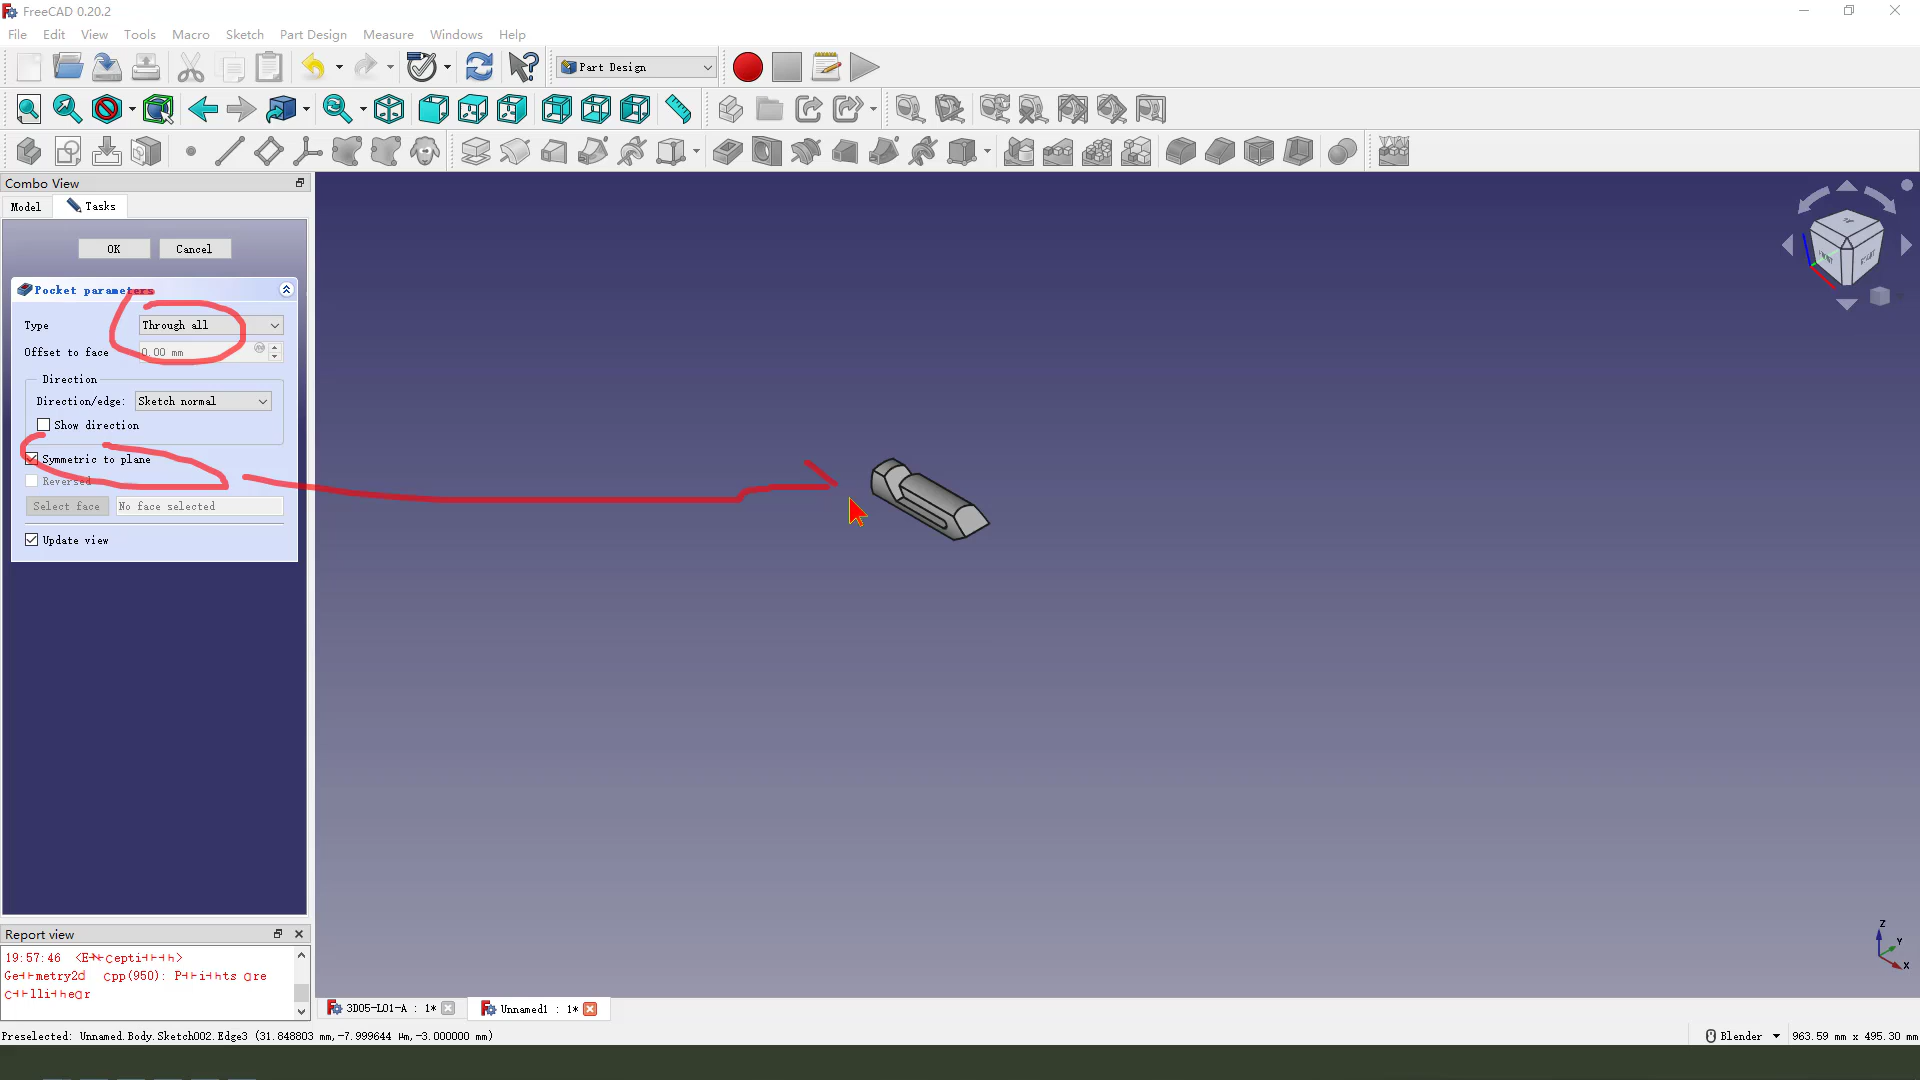 FreeCAD 0.20.2
File Edit View Tools Macro Sketch Part Design Measure Windows Help
Part Design
Combo View
Model Tasks
OK Cancel
Pocket parameters
Type Through all
Offset to face 0.00 mm
Direction
Direction/edge: Sketch normal
Show direction
Symmetric to plane
Reversed
Select face No face selected
Update view
Report view
19:57:46
cpp(950): are
3D05-L01-A : 1*
Unnamed1 : 1*
Z
Y
X
Preselected: Unnamed.Body.Sketch002.Edge3 (31.848803 mm,-7.999644 µm,-3.000000 mm)
Blender
963.59 mm x 495.30 mm